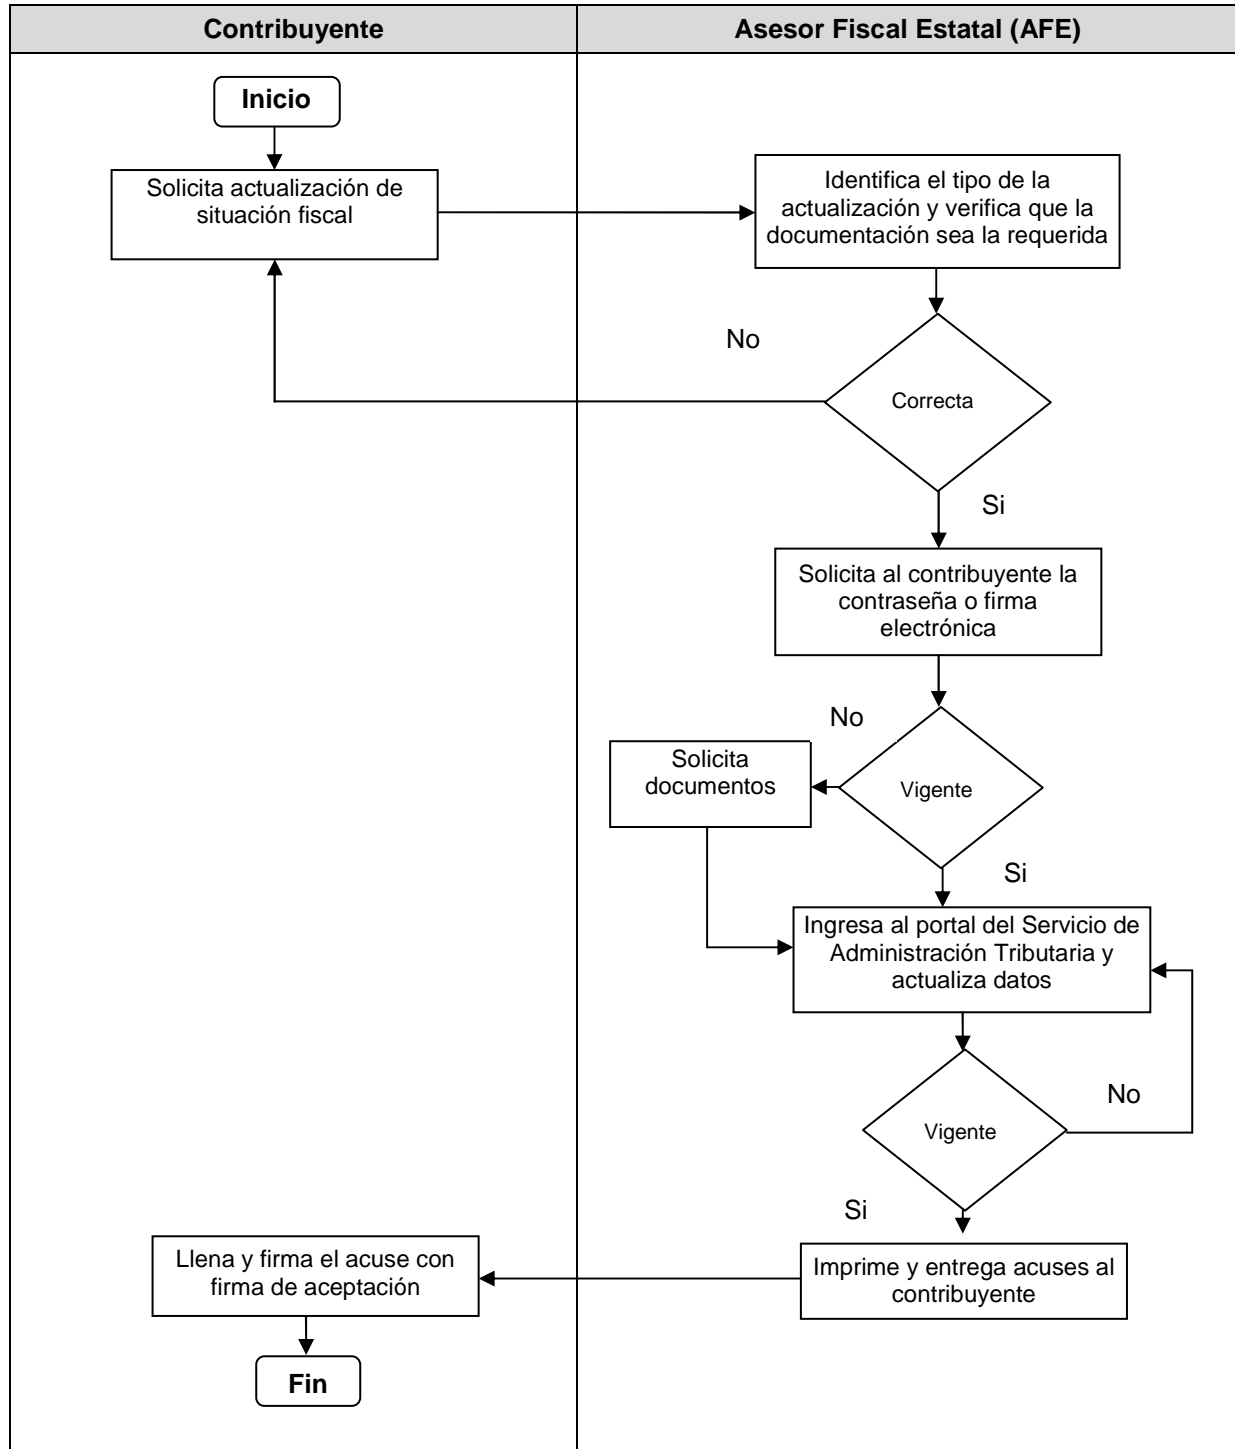 Contribuyente
Asesor Fiscal Estatal (AFE)
Inicio
Solicita actualización de
situación fiscal
Identifica el tipo de la
actualización y verifica que la
documentación sea la requerida
No
Correcta
Si
Solicita al contribuyente la
contraseña o firma
electrónica
No
Solicita
documentos
Vigente
Si
Ingresa al portal del Servicio de
Administración Tributaria y
actualiza datos
No
Vigente
Si
Imprime y entrega acuses al
contribuyente
Llena y firma el acuse con
firma de aceptación
Fin